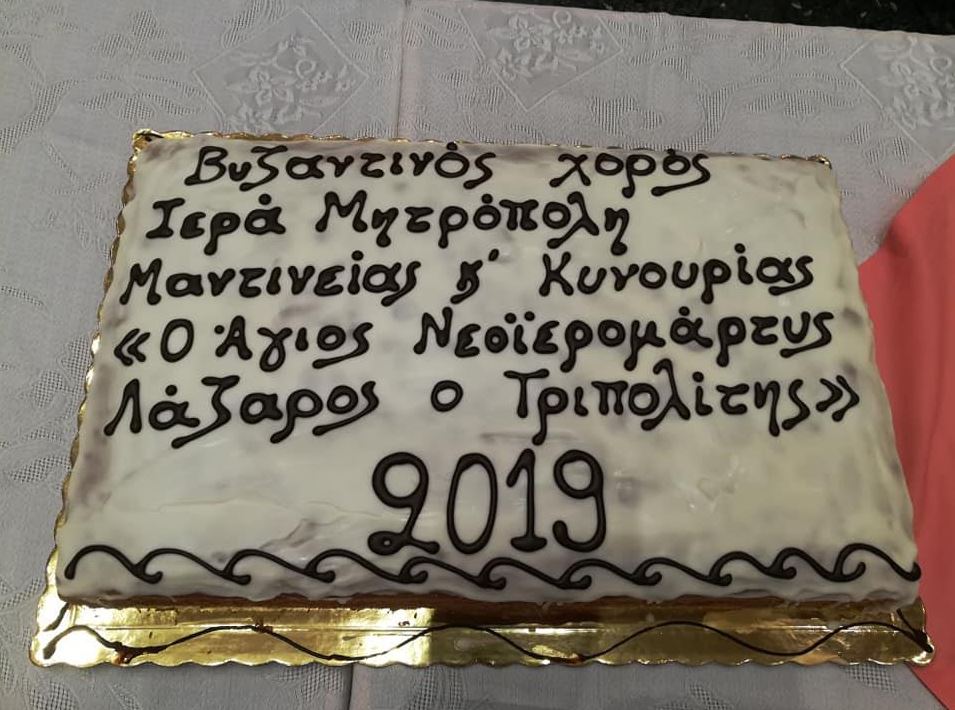 Βυζαντινός χορός
Ιερά Μητρόπολη
Μαντινείας κ' Κυνουρίας
«Ο Άγιος Νεοϊερομάρτυς
Λάζαρος ο Τριπολίτης»
2019